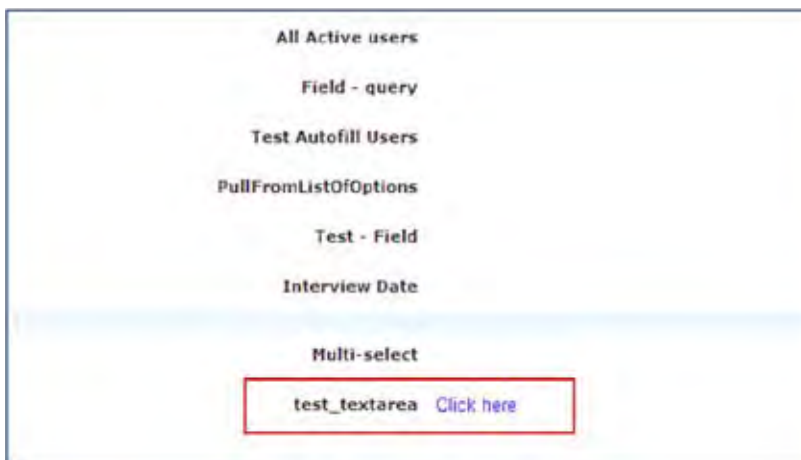 All Active users
Field - query
Test Autofill Users
PullFromListOfOptions
Test - Field
Interview Date
Multi-select
test_textarea Click here